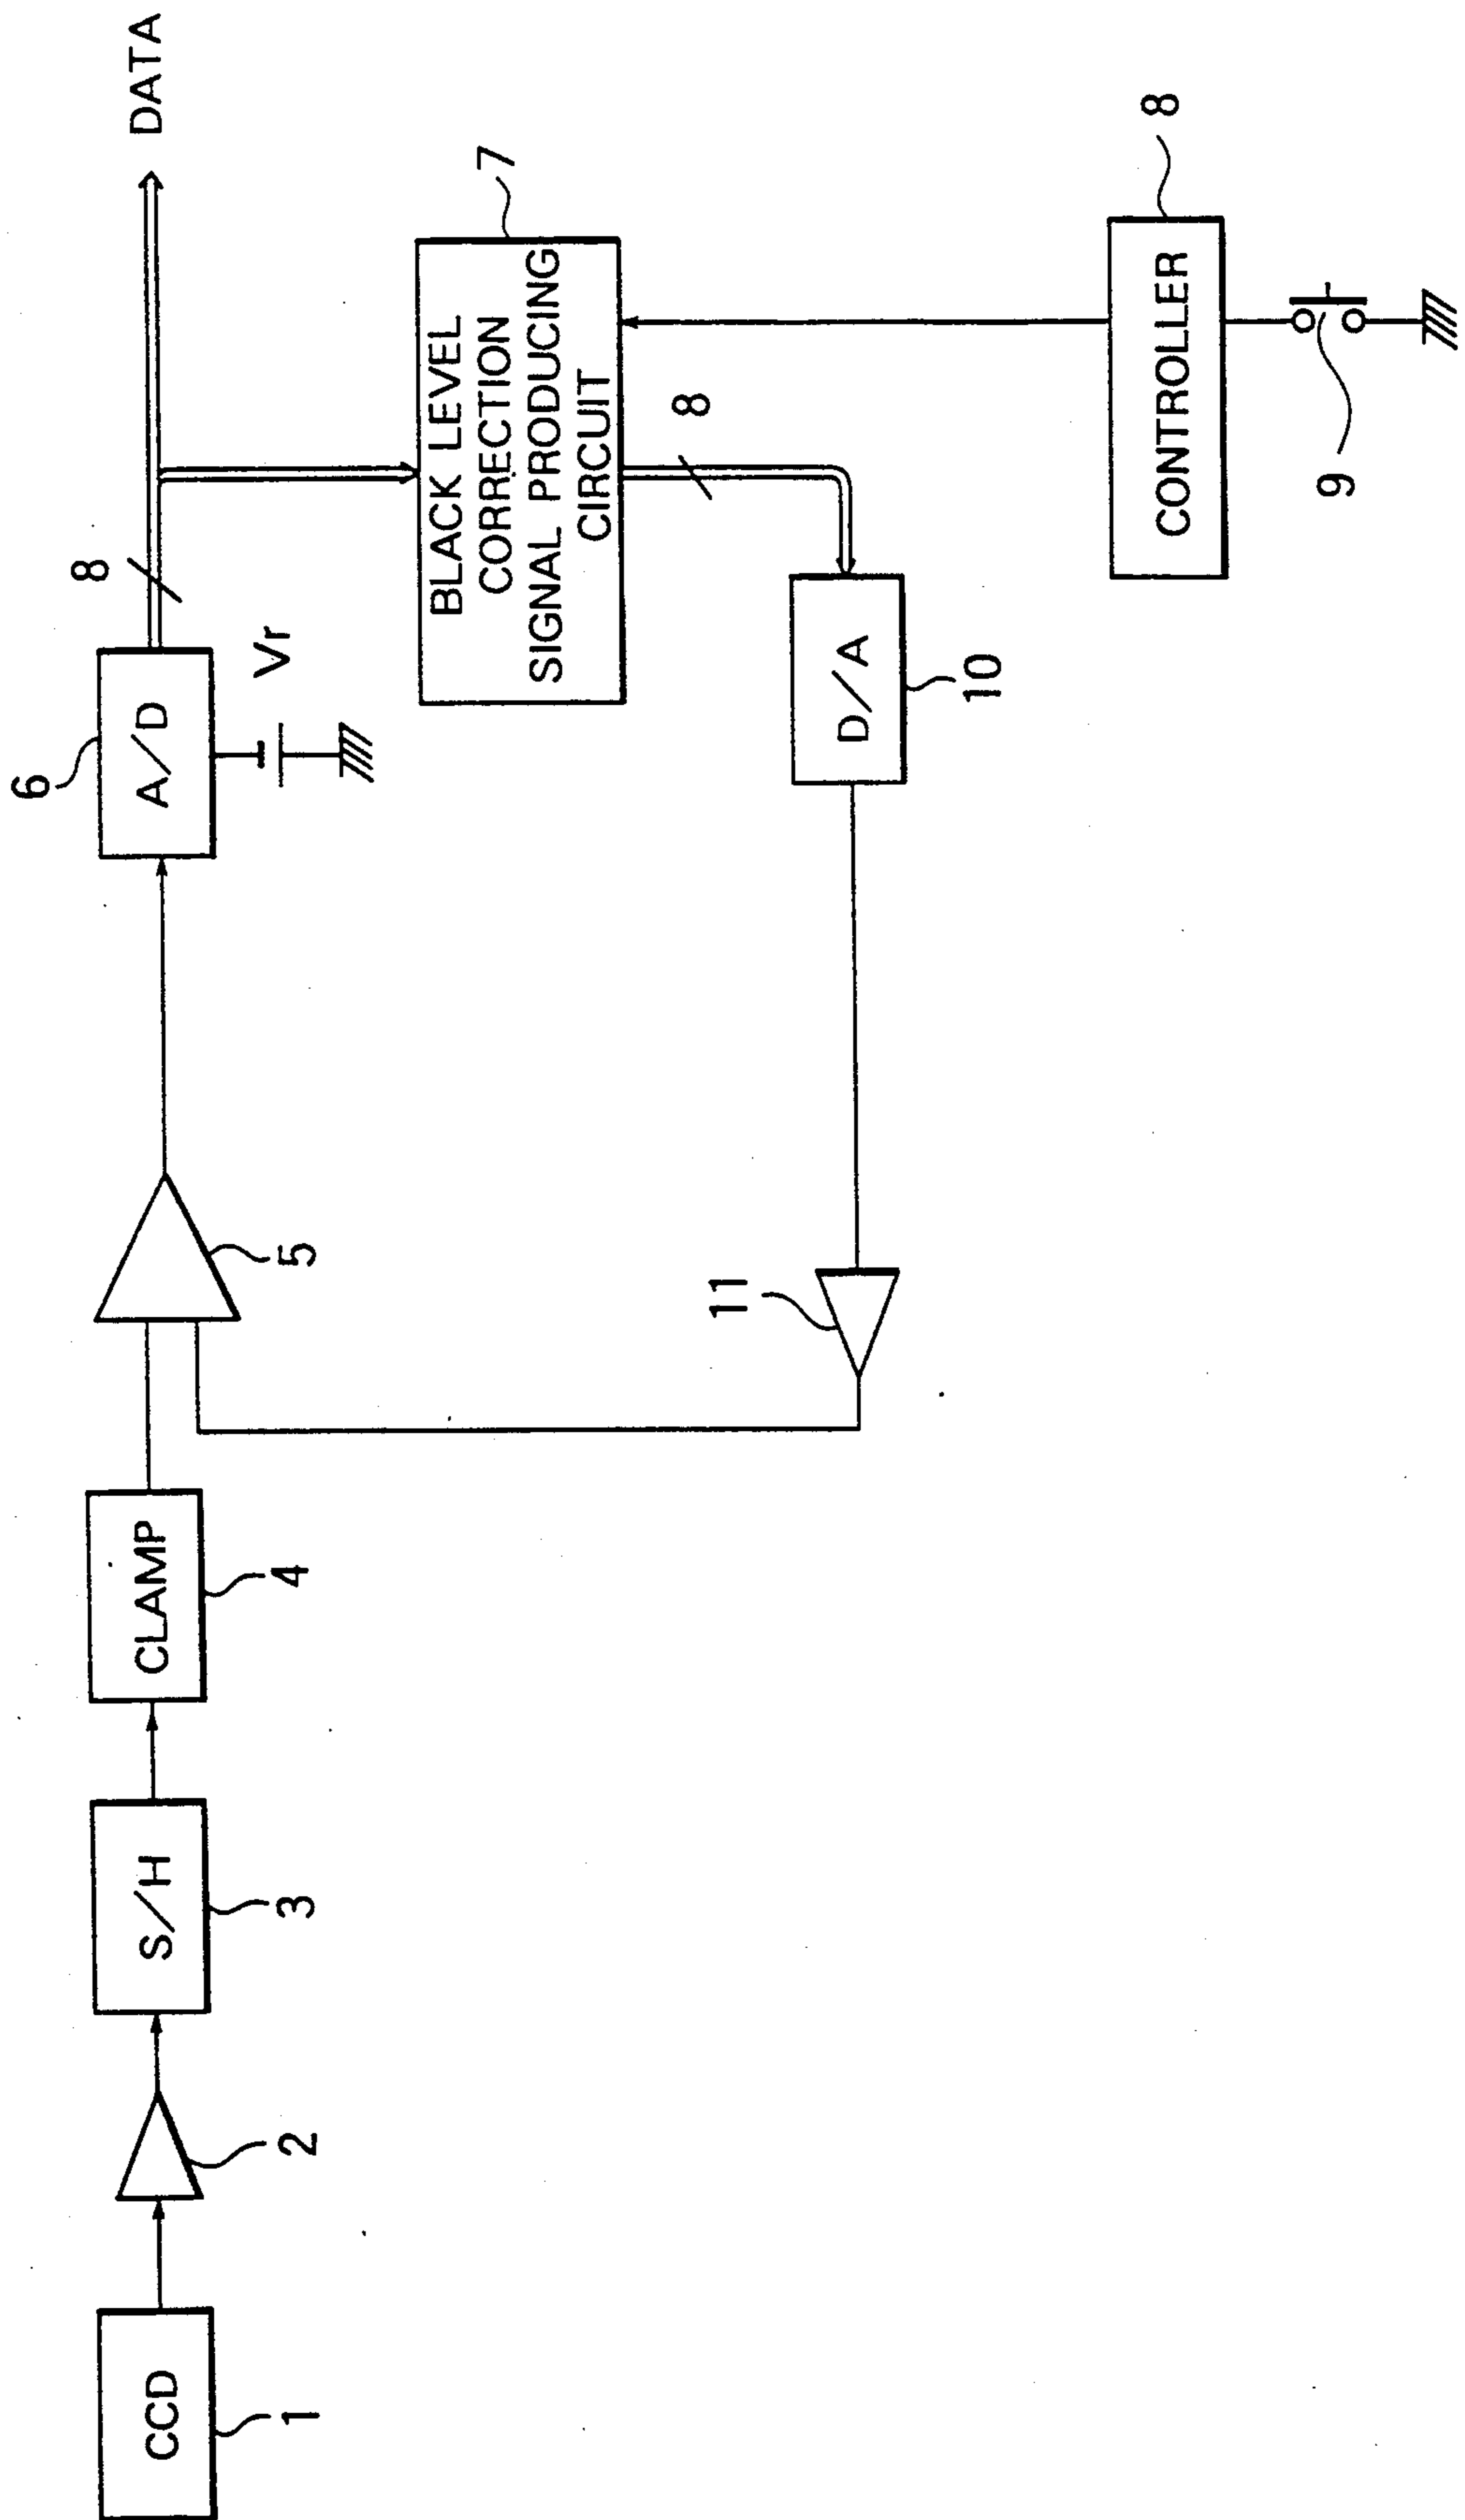 CCD
1
2
S/H
3
CLAMP
4
5
A/D
6
Vr
8
DATA
BLACK LEVEL
CORRECTION
SIGNAL PRODUCING
CIRCUIT
7
8
D/A
10
11
CONTROLLER
8
9